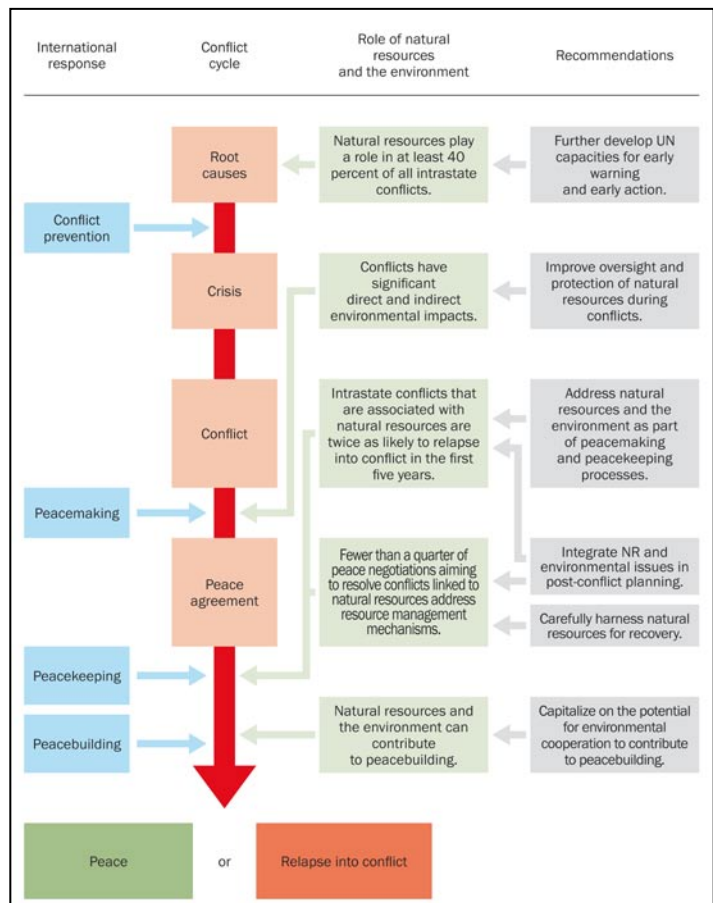 International
response
Conflict
cycle
Role of natural
resources
and the environment
Recommendations
Root
causes
Natural resources play
a role in at least 40
percent of all intrastate
conflicts.
Further develop UN
capacities for early
warning
and early action.
Conflict
prevention
Crisis
Conflicts have
significant
direct and indirect
environmental impacts.
Improve oversight and
protection of natural
resources during
conflicts.
Conflict
Intrastate conflicts that
are associated with
natural resources are
twice as likely to relapse
into conflict in the first
five years.
Address natural
resources and the
environment as part
of peacemaking
and peacekeeping
processes.
Peacemaking
Peace
agreement
Fewer than a quarter of
peace negotiations aiming
to resolve conflicts linked to
natural resources address
resource management
mechanisms.
Integrate NR and
environmental issues in
post-conflict planning.
Carefully harness natural
resources for recovery.
Peacekeeping
Peacebuilding
Natural resources and
the environment can
contribute
to peacebuilding.
Capitalize on the potential
for environmental
cooperation to contribute
to peacebuilding.
Peace
or
Relapse into conflict